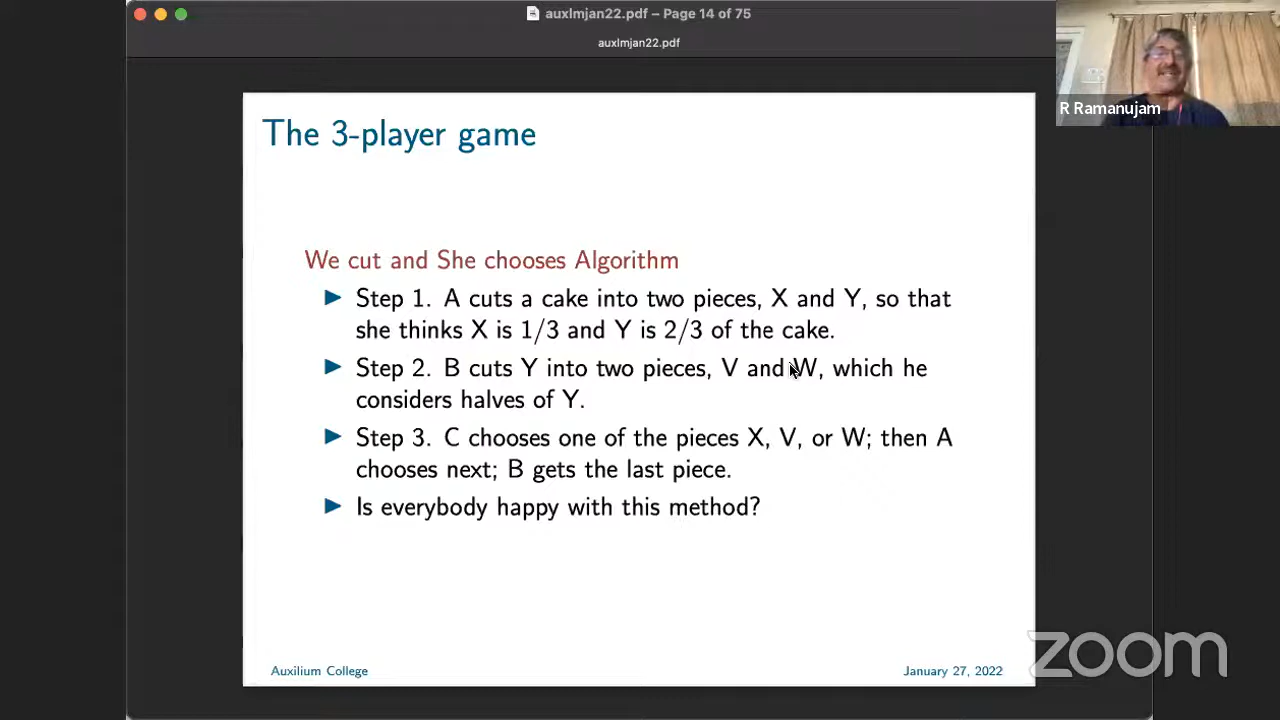 auxlmjan22.pdf – Page 14 of 75
auxlmjan22.pdf
R Ramanujam
The 3-player game
We cut and She chooses Algorithm
Step 1. A cuts a cake into two pieces, X and Y, so that
she thinks X is 1/3 and Y is 2/3 of the cake.
Step 2. B cuts Y into two pieces, V and W, which he
considers halves of Y.
Step 3. C chooses one of the pieces X, V, or W; then A
chooses next; B gets the last piece.
Is everybody happy with this method?
Auxilium College
January 27, 2022
zoom